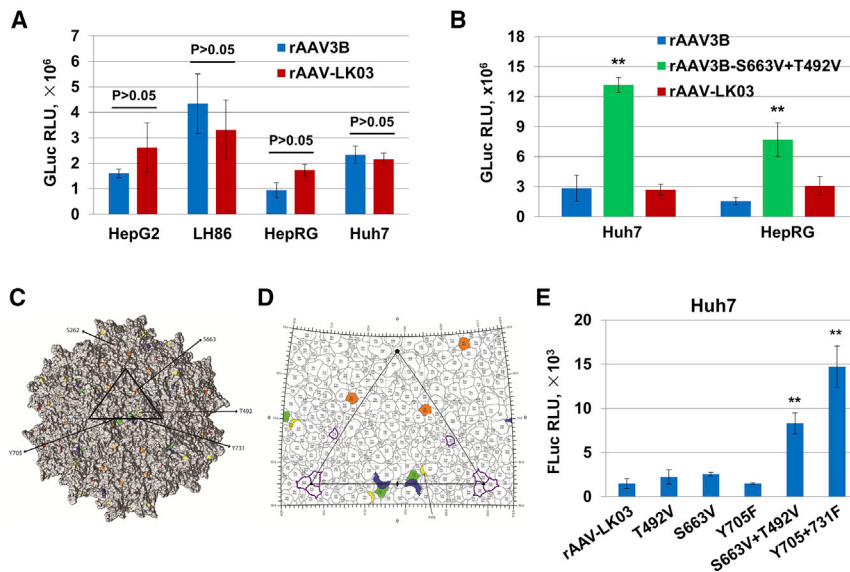 A
7
6
5
4
3
2
1
0
GLuc RLU, ×10⁶
rAAV3B
rAAV-LK03
P>0.05
P>0.05
P>0.05
P>0.05
HepG2 LH86 HepRG Huh7
B
18
15
12
9
6
3
0
GLuc RLU, x10⁶
rAAV3B
rAAV3B-S663V+T492V
rAAV-LK03
**
**
Huh7 HepRG
C
S262
S663
T492
Y731
Y705
D
E
Huh7
20
15
10
5
0
FLuc RLU, ×10³
**
**
rAAV-LK03
T492V
S663V
Y705F
S663V+T492V
Y705+731F